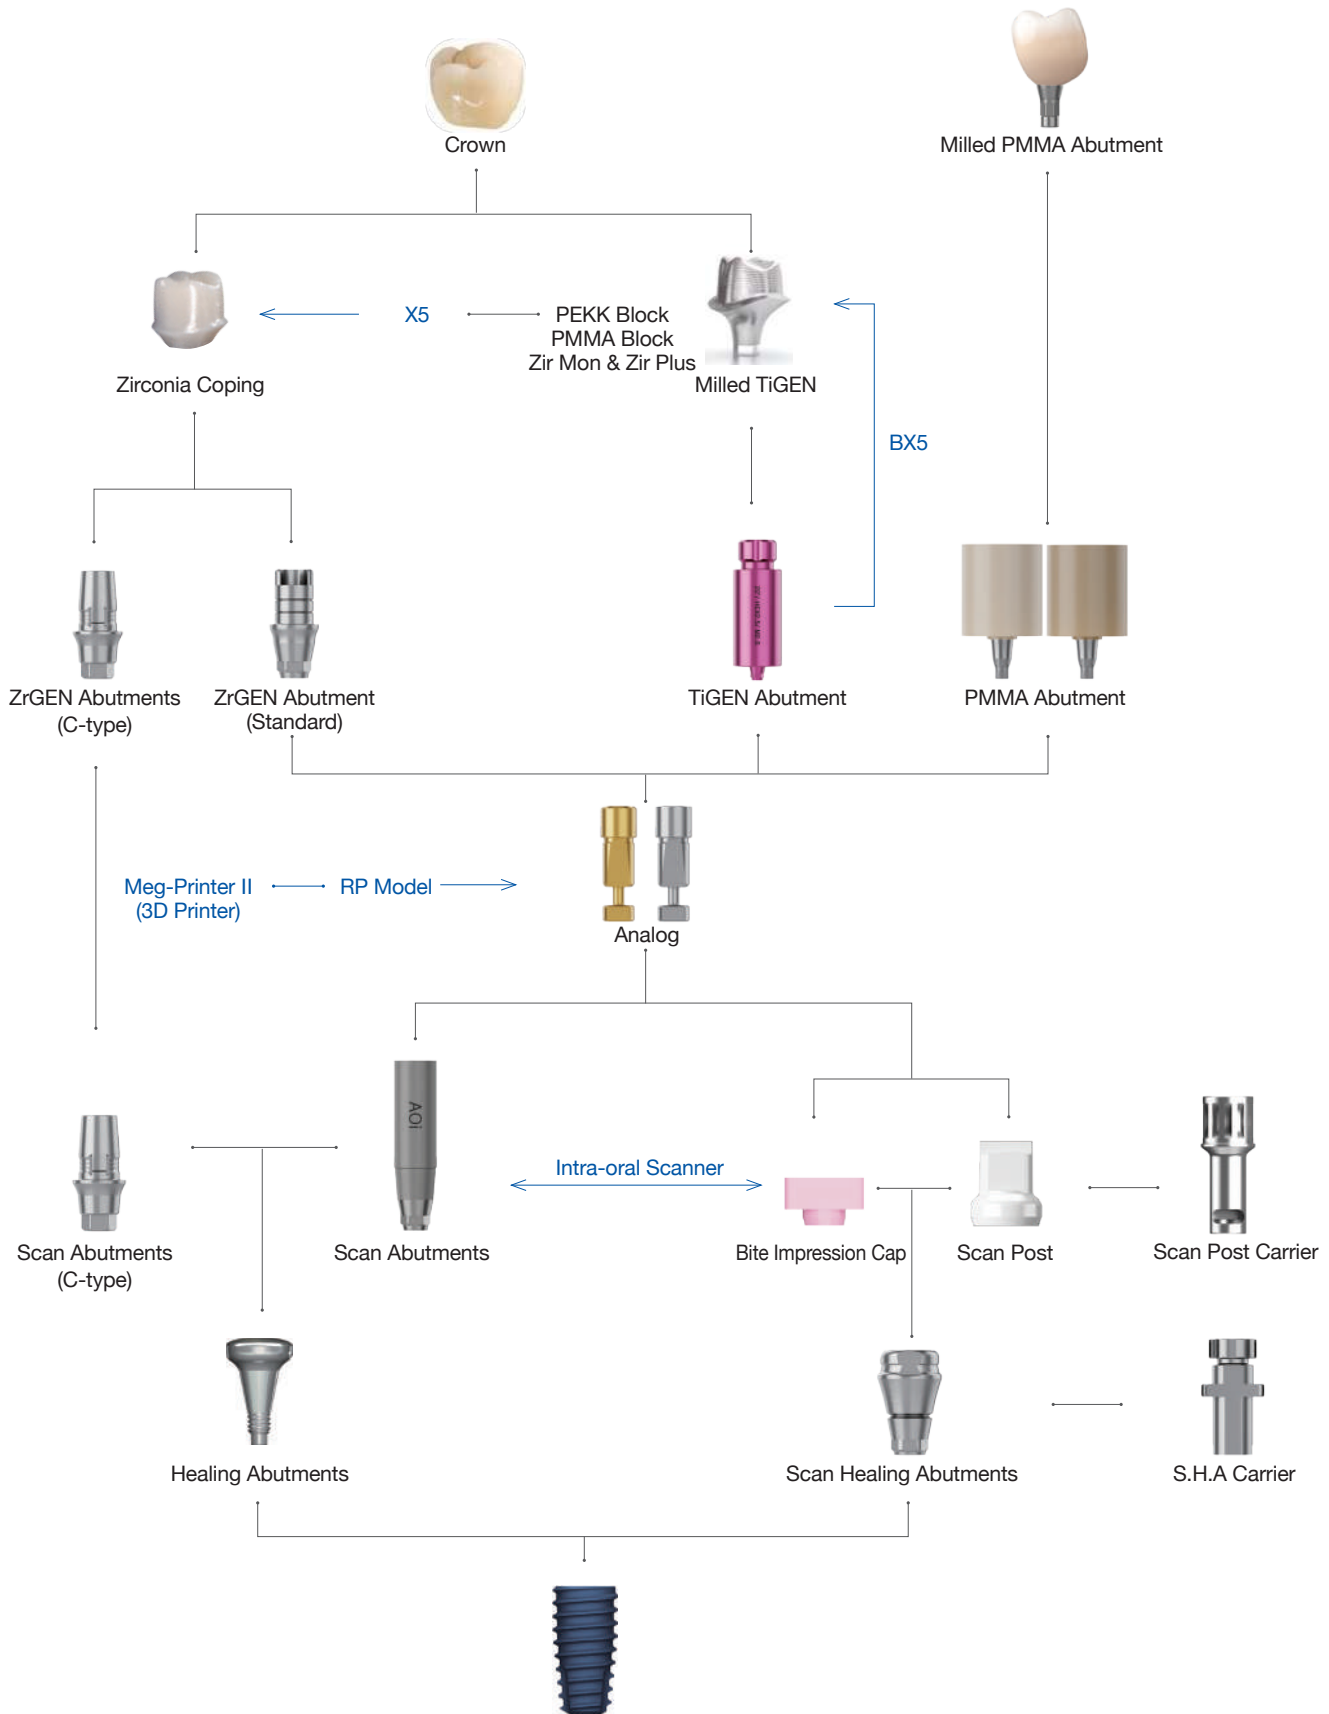 Crown
Milled PMMA Abutment
X5
PEKK Block
PMMA Block
Zir Mon & Zir Plus
Zirconia Coping
Milled TiGEN
BX5
ZrGEN Abutments
(C-type)
ZrGEN Abutment
(Standard)
TiGEN Abutment
PMMA Abutment
Meg-Printer II
(3D Printer)
RP Model
Analog
AOi
Intra-oral Scanner
Scan Abutments
(C-type)
Scan Abutments
Bite Impression Cap
Scan Post
Scan Post Carrier
Healing Abutments
Scan Healing Abutments
S.H.A Carrier